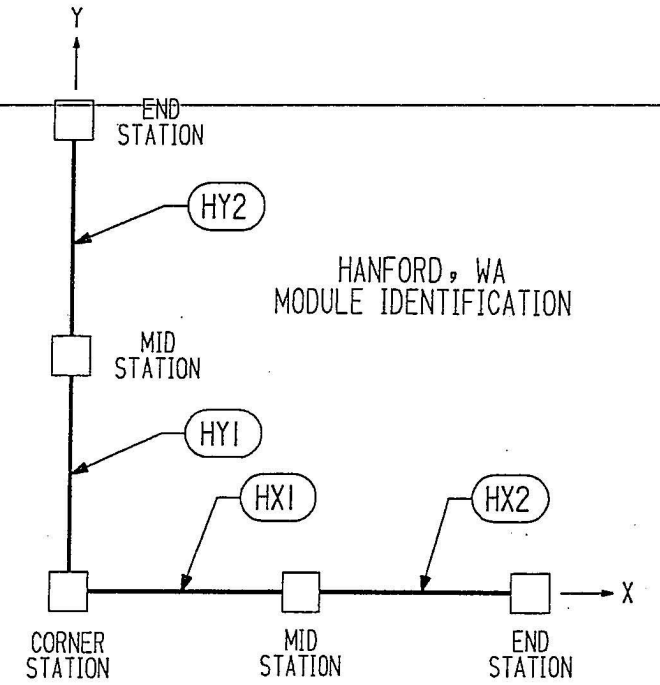 Y
END
STATION
HY2
HANFORD, WA
MODULE IDENTIFICATION
MID
STATION
HY1
HX1
HX2
X
CORNER
STATION
MID
STATION
END
STATION